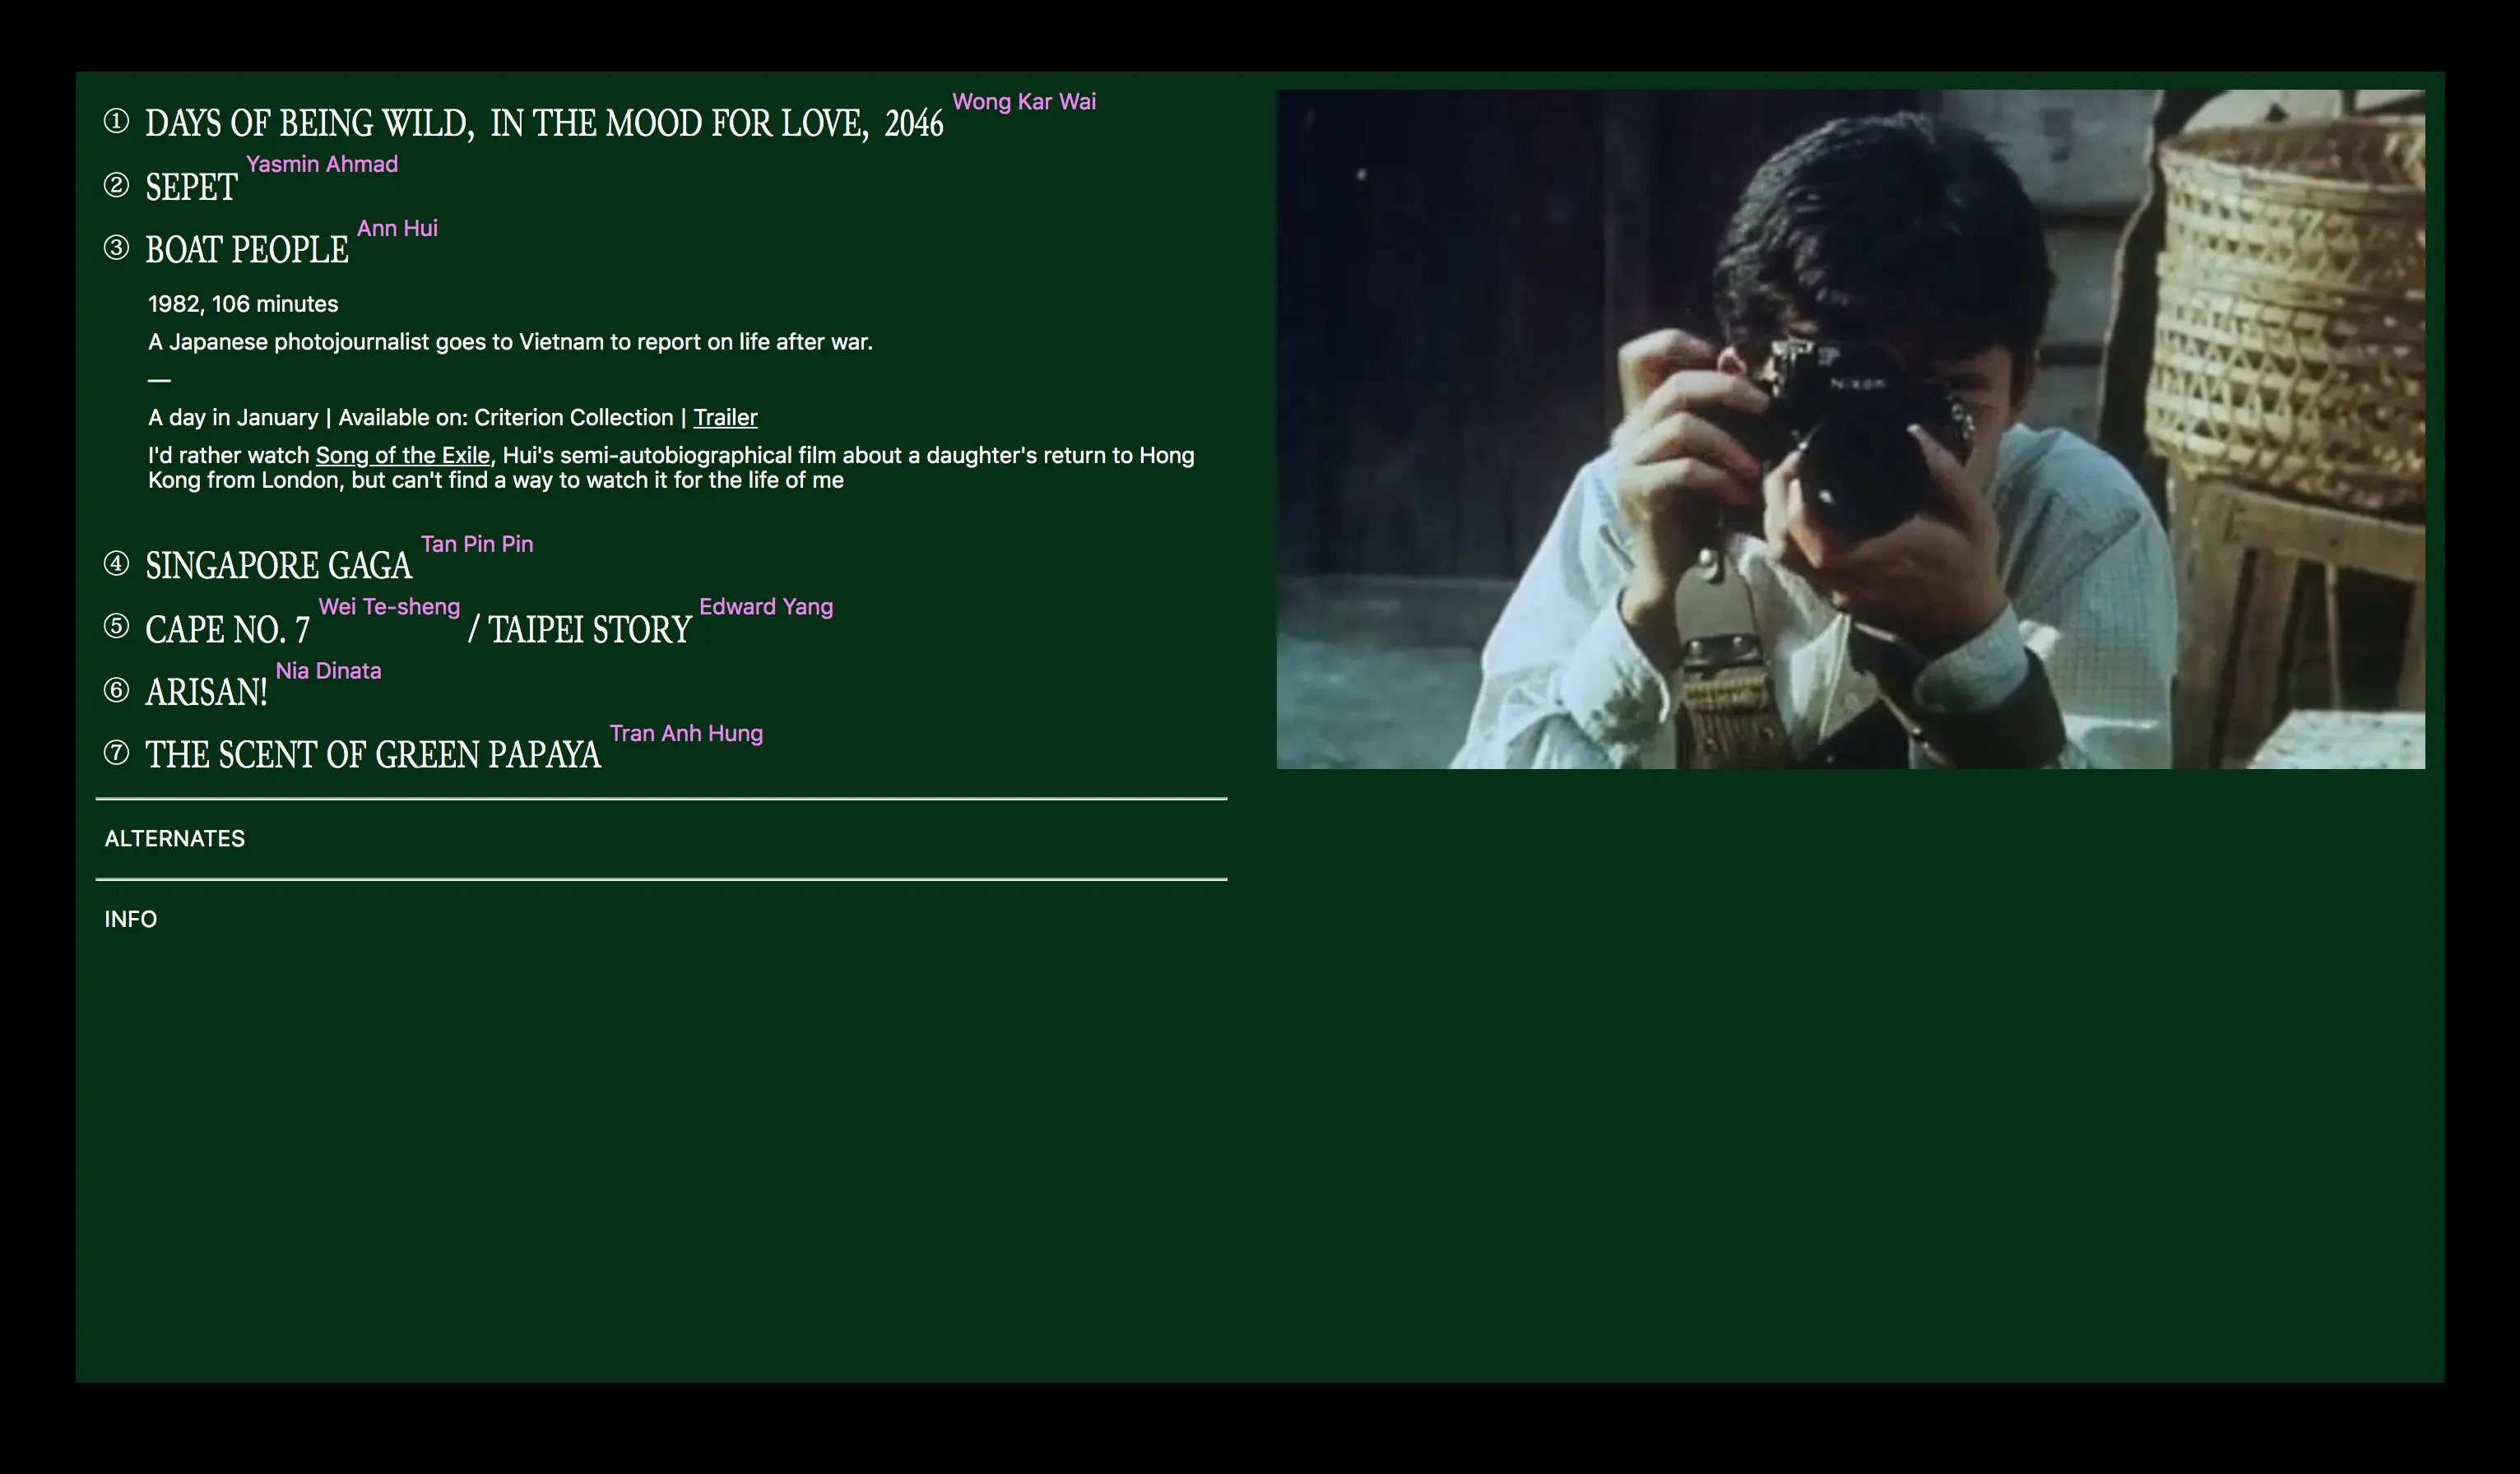 ① DAYS OF BEING WILD, IN THE MOOD FOR LOVE, 2046 Wong Kar Wai
② SEPET Yasmin Ahmad
③ BOAT PEOPLE Ann Hui
1982, 106 minutes
A Japanese photojournalist goes to Vietnam to report on life after war.
—
A day in January | Available on: Criterion Collection | Trailer
I'd rather watch Song of the Exile, Hui's semi-autobiographical film about a daughter's return to Hong
Kong from London, but can't find a way to watch it for the life of me
④ SINGAPORE GAGA Tan Pin Pin
⑤ CAPE NO. 7 Wei Te-sheng / TAIPEI STORY Edward Yang
⑥ ARISAN! Nia Dinata
⑦ THE SCENT OF GREEN PAPAYA Tran Anh Hung
ALTERNATES
INFO
Nixon